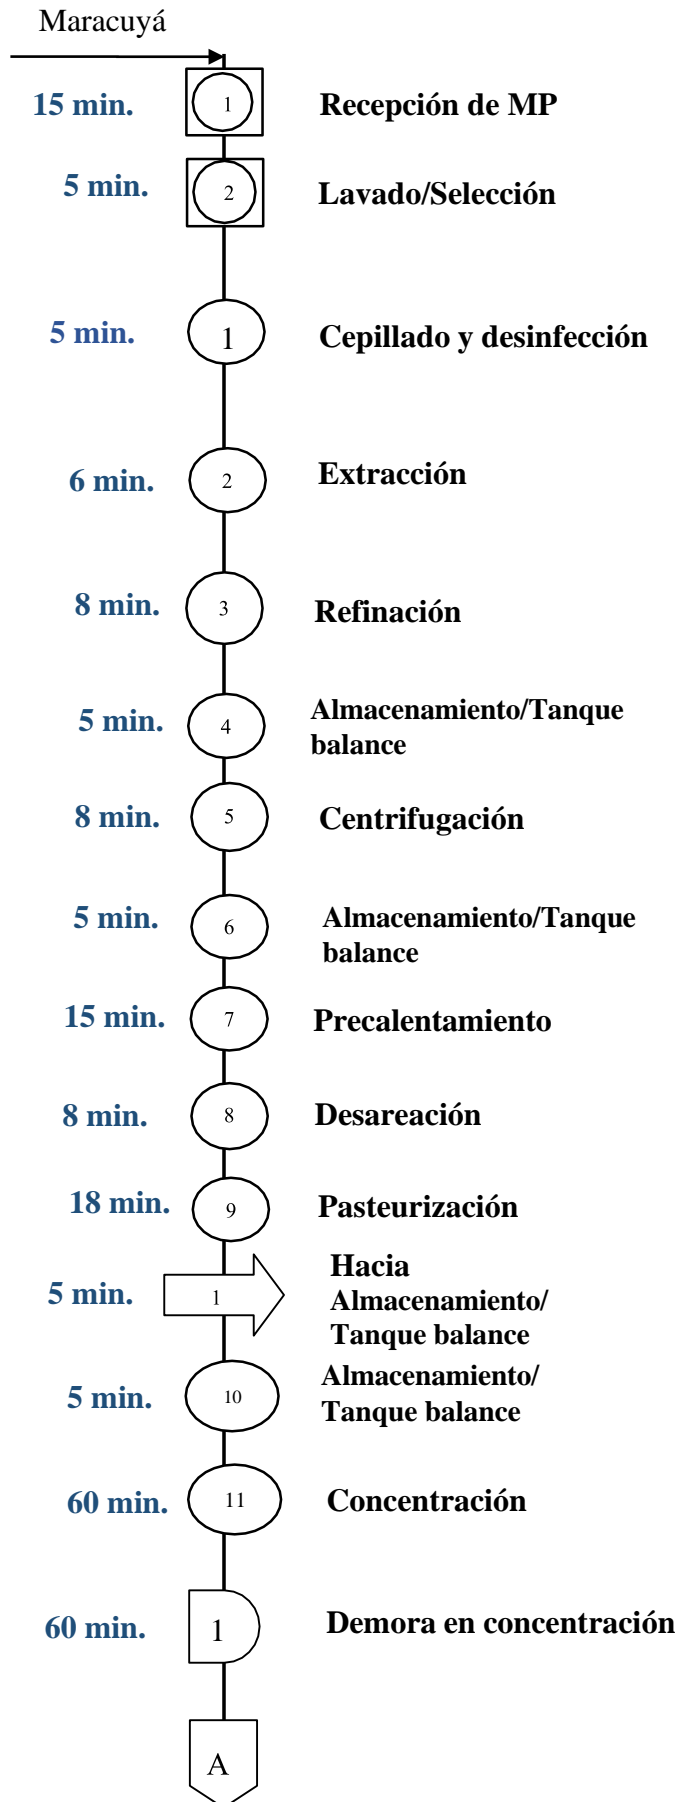 Maracuyá
15 min.
1
Recepción de MP
5 min.
2
Lavado/Selección
5 min.
1
Cepillado y desinfección
6 min.
2
Extracción
8 min.
3
Refinación
5 min.
4
Almacenamiento/Tanque
balance
8 min.
5
Centrifugación
5 min.
6
Almacenamiento/Tanque
balance
15 min.
7
Precalentamiento
8 min.
8
Desareación
18 min.
9
Pasteurización
5 min.
1
Hacia
Almacenamiento/
Tanque balance
5 min.
10
Almacenamiento/
Tanque balance
60 min.
11
Concentración
60 min.
1
Demora en concentración
A